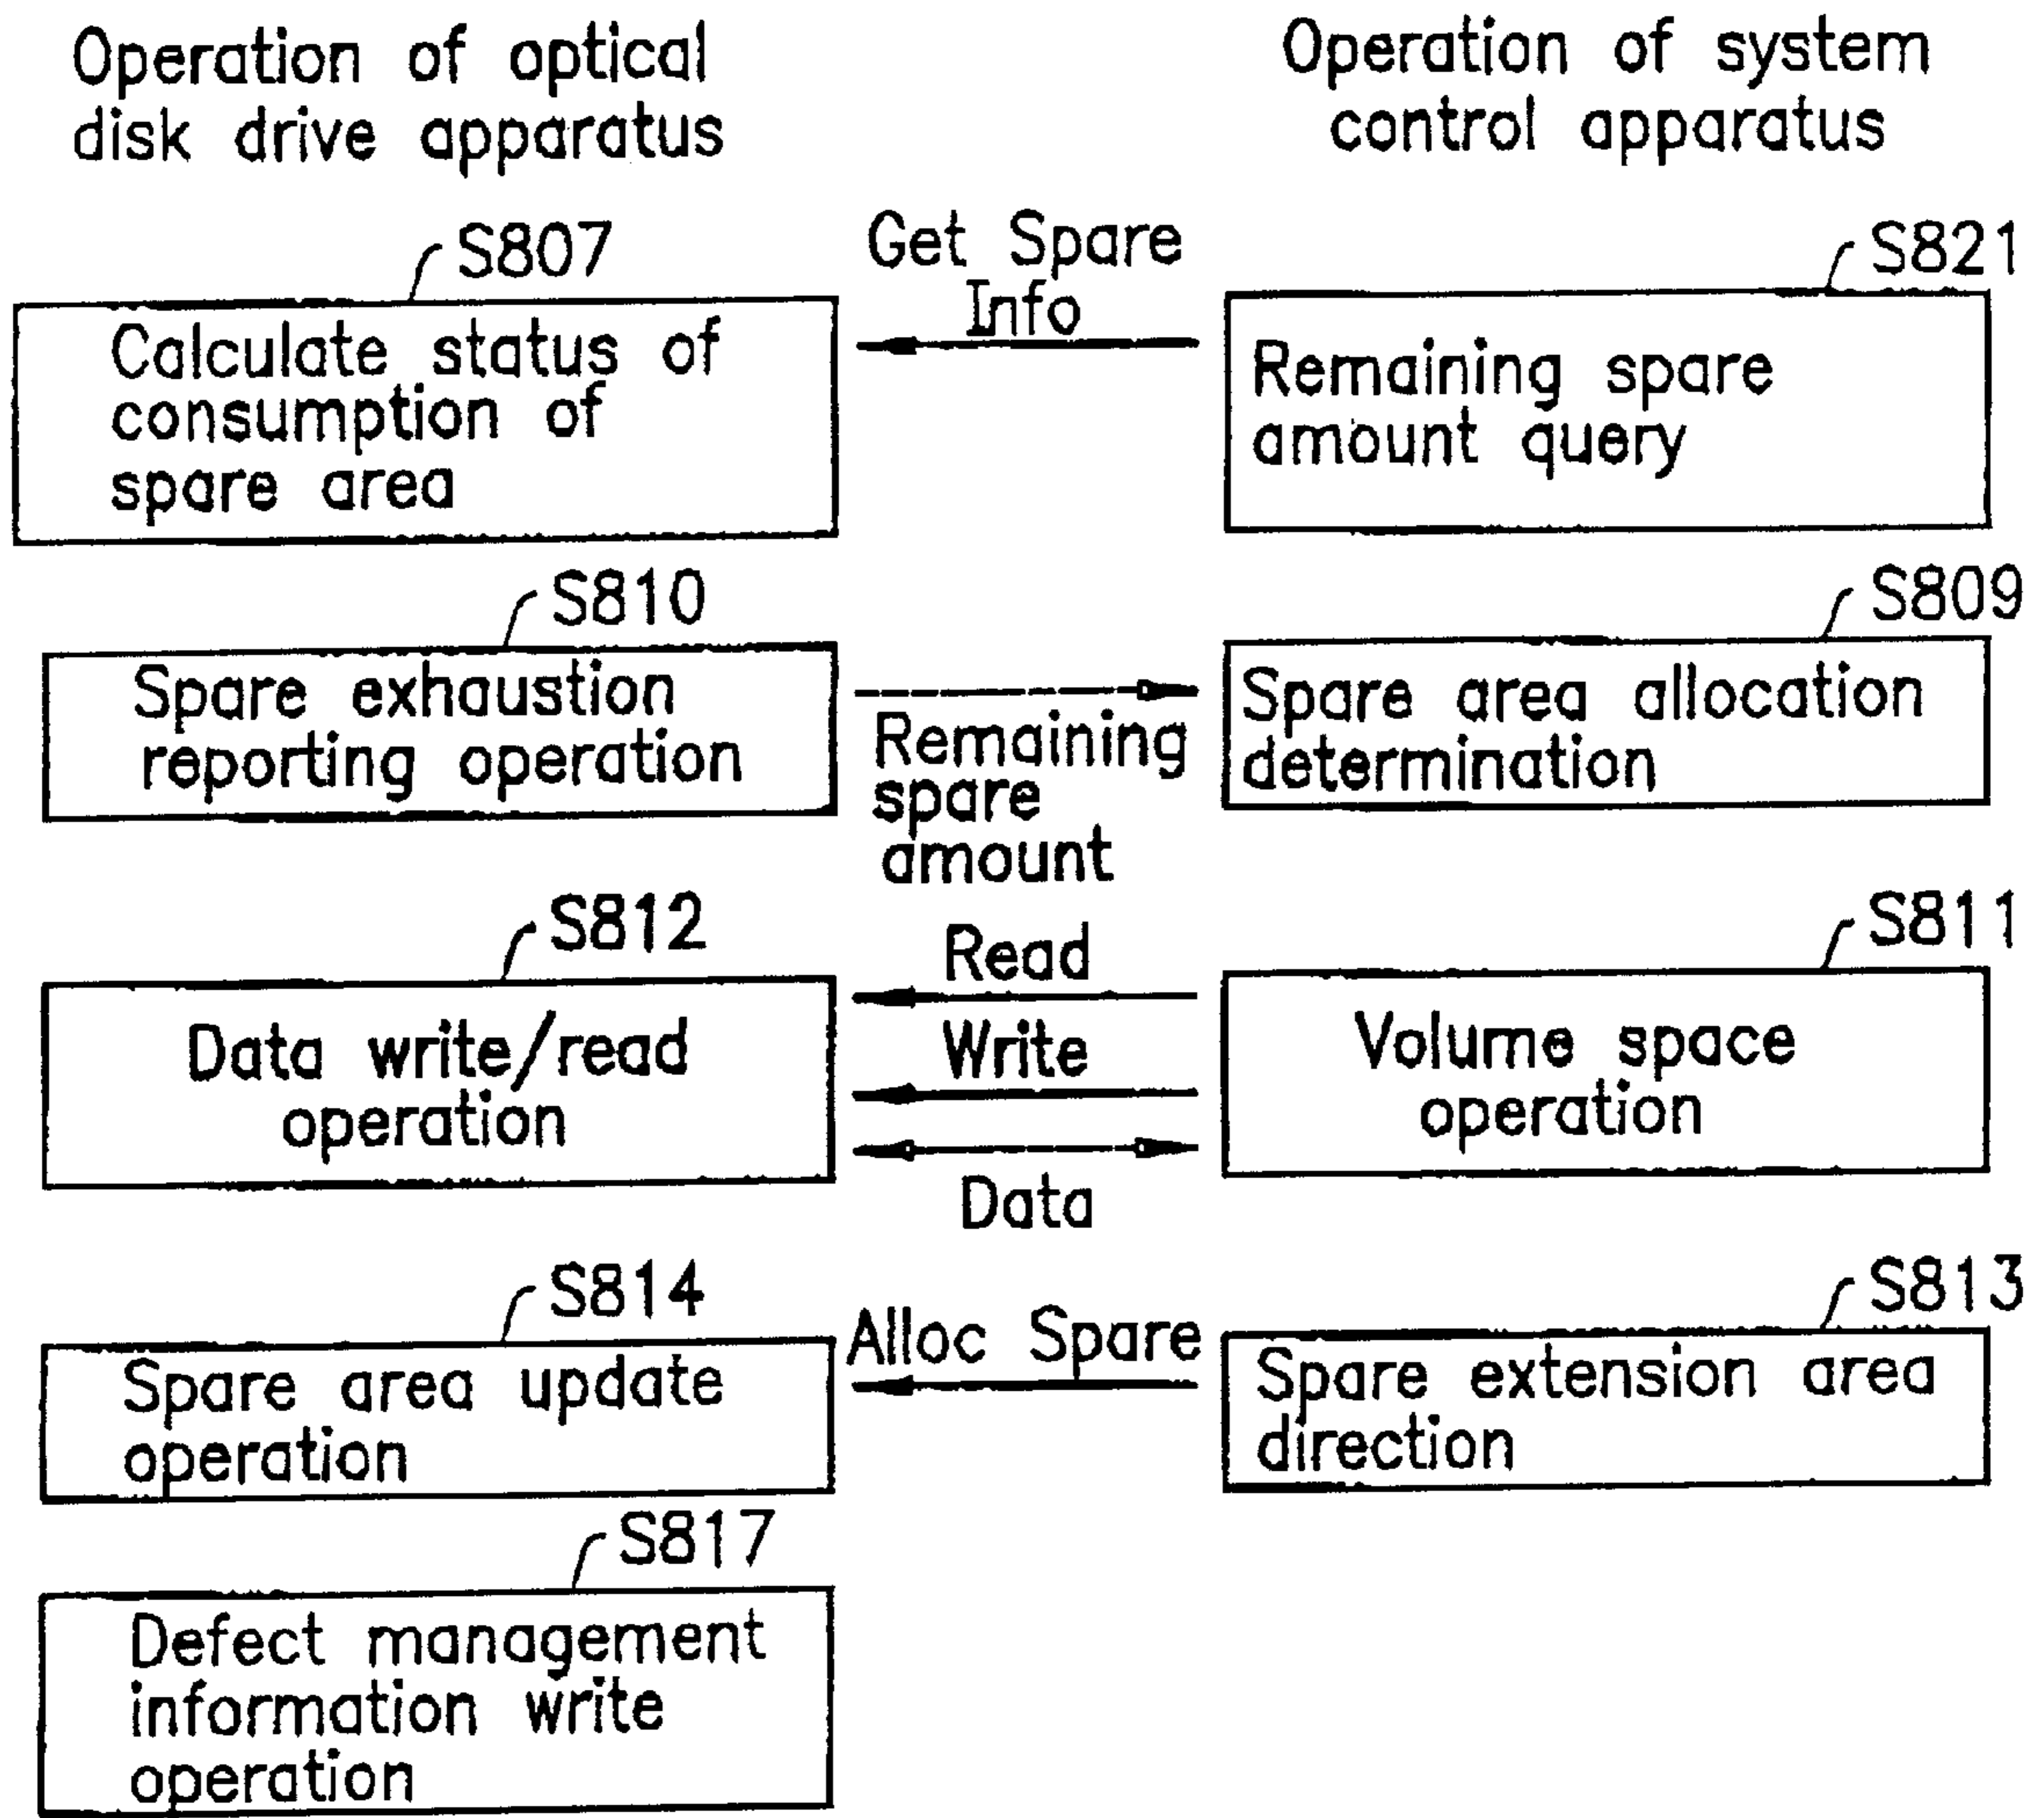 Operation of optical
disk drive apparatus
Operation of system
control apparatus
S807
Calculate status of
consumption of
spare area
Get Spare
Info
S821
Remaining spare
amount query
S810
Spare exhaustion
reporting operation
Remaining
spare
amount
S809
Spare area allocation
determination
S812
Data write/read
operation
Read
Write
Data
S811
Volume space
operation
S814
Spare area update
operation
Alloc Spare
S813
Spare extension area
direction
S817
Defect management
information write
operation